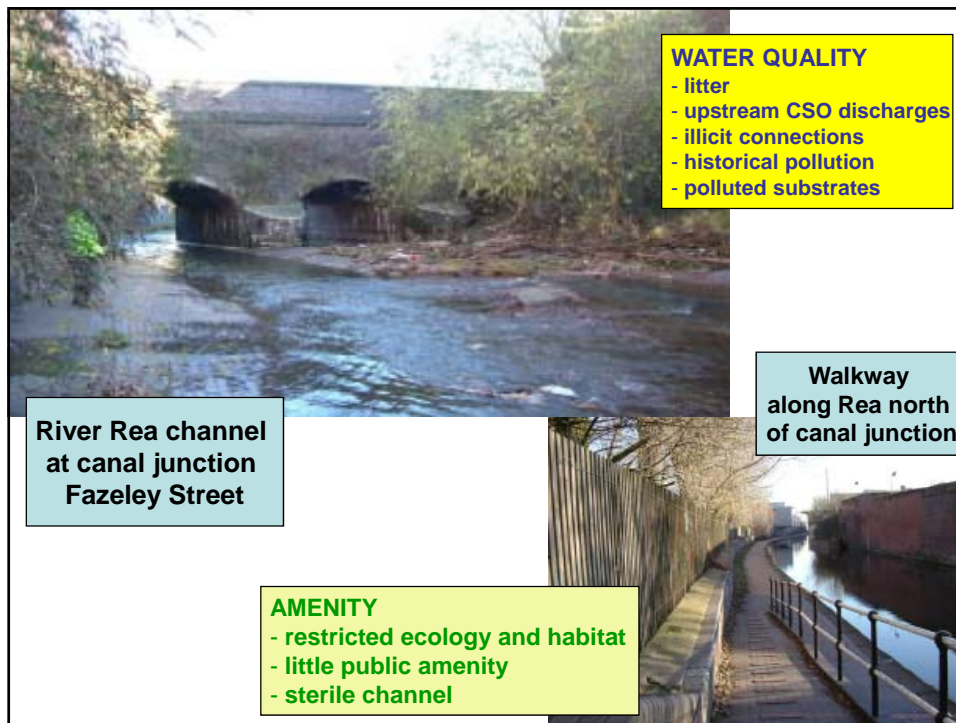 WATER QUALITY
- litter
- upstream CSO discharges
- illicit connections
- historical pollution
- polluted substrates
Walkway
along Rea north
of canal junction
River Rea channel
at canal junction
Fazeley Street
AMENITY
- restricted ecology and habitat
- little public amenity
- sterile channel